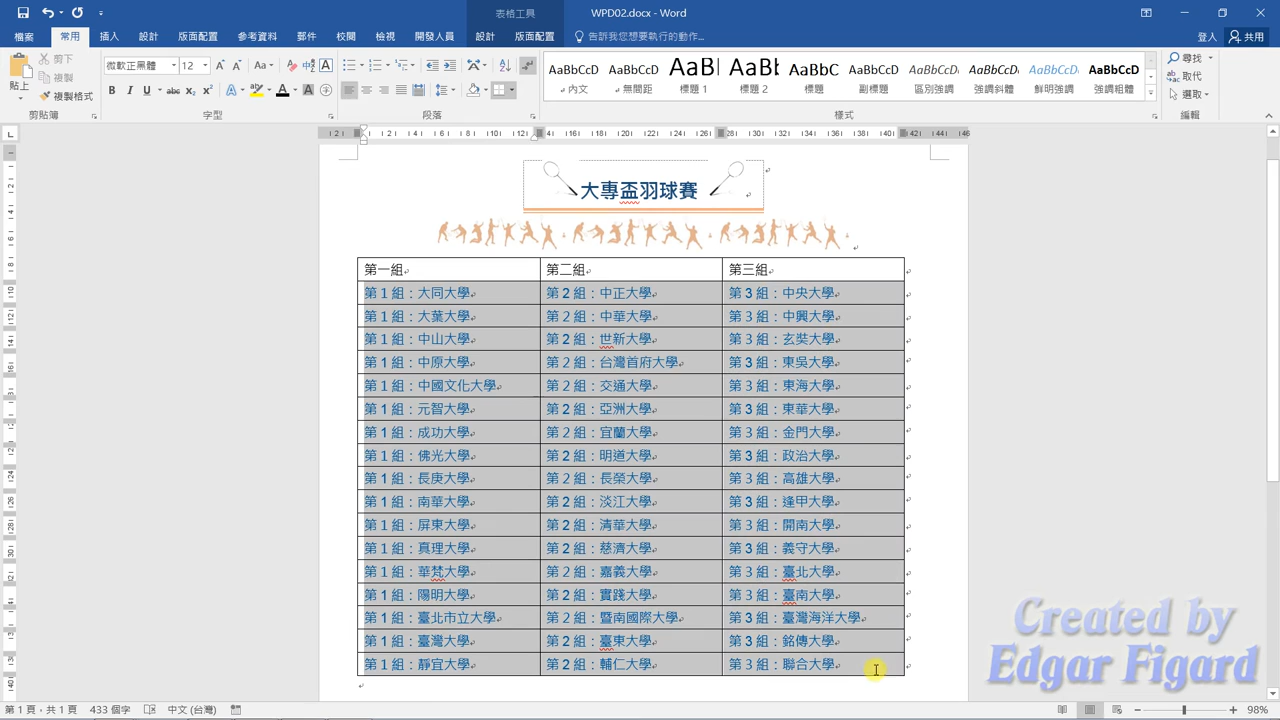 表格工具
WPD02.docx - Word
檔案 常用 插入 設計 版面配置 參考資料 郵件 校閱 檢視 開發人員 設計 版面配置 告訴我您想要執行的動作... 登入 共用
貼上 剪下 複製 複製格式
微軟正黑體 12
AaBbCcD AaBbCcD AaB AaBb AaBbC AaBbCcD AaBbCcD AaBbCcD AaBbCcD AaBbCcD
內文 無間距 標題 1 標題 2 標題 副標題 區別強調 強調斜體 鮮明強調 強調粗體
尋找 取代 選取
剪貼簿 字型 段落 樣式 編輯
大專盃羽球賽
第一組 第二組 第三組
第 1 組：大同大學 第 2 組：中正大學 第 3 組：中央大學
第 1 組：大葉大學 第 2 組：中華大學 第 3 組：中興大學
第 1 組：中山大學 第 2 組：世新大學 第 3 組：玄奘大學
第 1 組：中原大學 第 2 組：台灣首府大學 第 3 組：東吳大學
第 1 組：中國文化大學 第 2 組：交通大學 第 3 組：東海大學
第 1 組：元智大學 第 2 組：亞洲大學 第 3 組：東華大學
第 1 組：成功大學 第 2 組：宜蘭大學 第 3 組：金門大學
第 1 組：佛光大學 第 2 組：明道大學 第 3 組：政治大學
第 1 組：長庚大學 第 2 組：長榮大學 第 3 組：高雄大學
第 1 組：南華大學 第 2 組：淡江大學 第 3 組：逢甲大學
第 1 組：屏東大學 第 2 組：清華大學 第 3 組：開南大學
第 1 組：真理大學 第 2 組：慈濟大學 第 3 組：義守大學
第 1 組：華梵大學 第 2 組：嘉義大學 第 3 組：臺北大學
第 1 組：陽明大學 第 2 組：實踐大學 第 3 組：臺南大學
第 1 組：臺北市立大學 第 2 組：暨南國際大學 第 3 組：臺灣海洋大學
第 1 組：臺灣大學 第 2 組：臺東大學 第 3 組：銘傳大學
第 1 組：靜宜大學 第 2 組：輔仁大學 第 3 組：聯合大學
Created by
Edgar Figard
第 1 頁，共 1 頁 433 個字 中文 (台灣) 98%